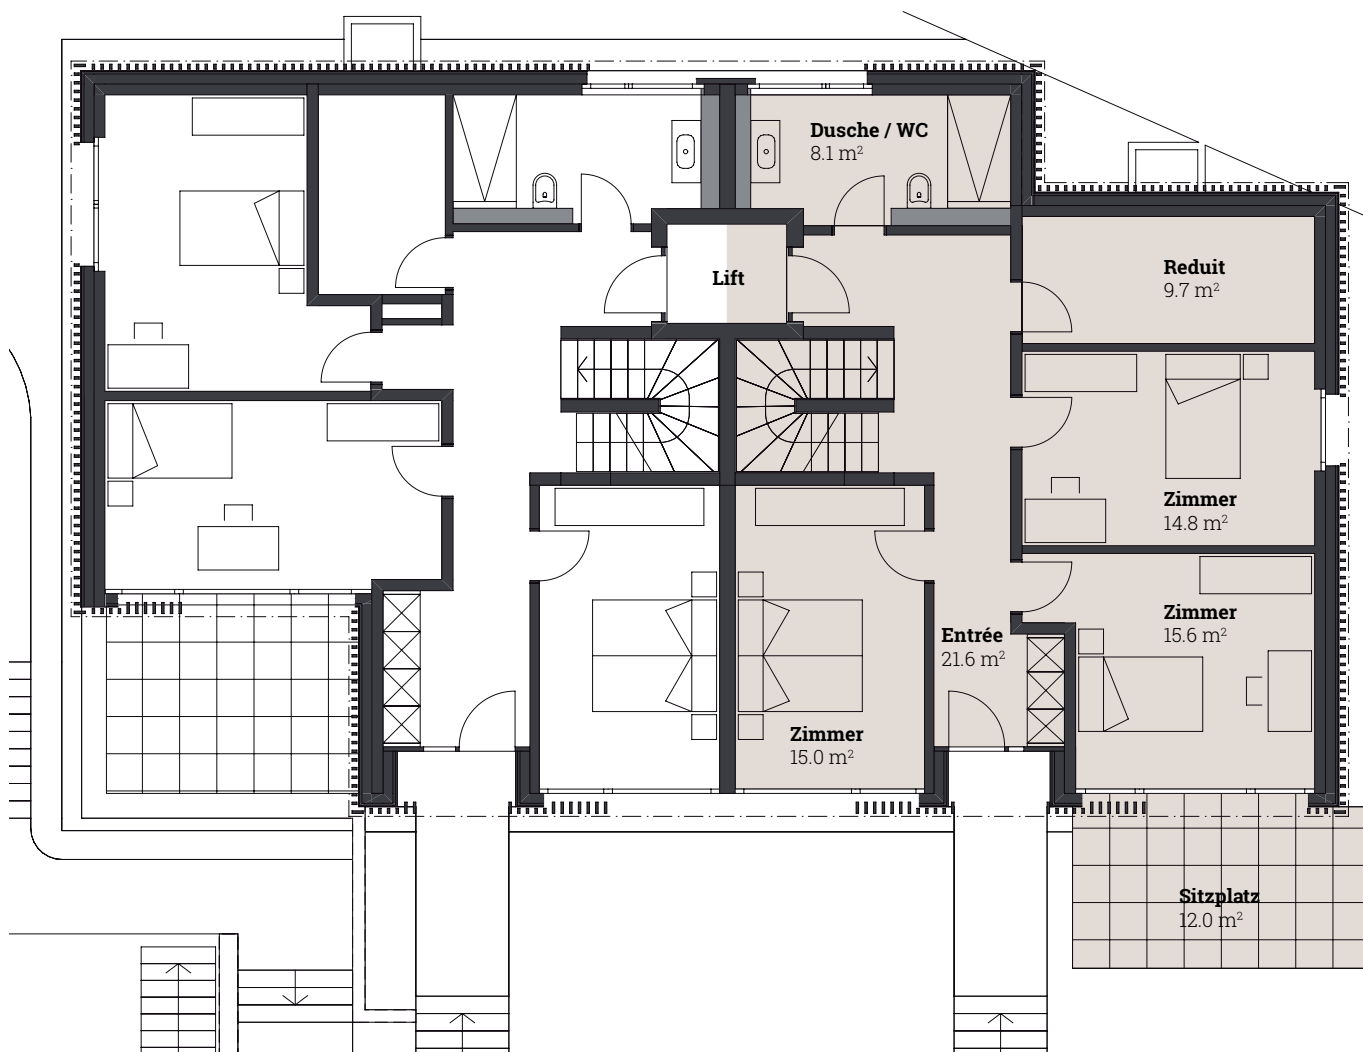 Dusche / WC
8.1 m²
Lift
Reduit
9.7 m²
Zimmer
14.8 m²
Zimmer
15.6 m²
Entrée
21.6 m²
Zimmer
15.0 m²
Sitzplatz
12.0 m²